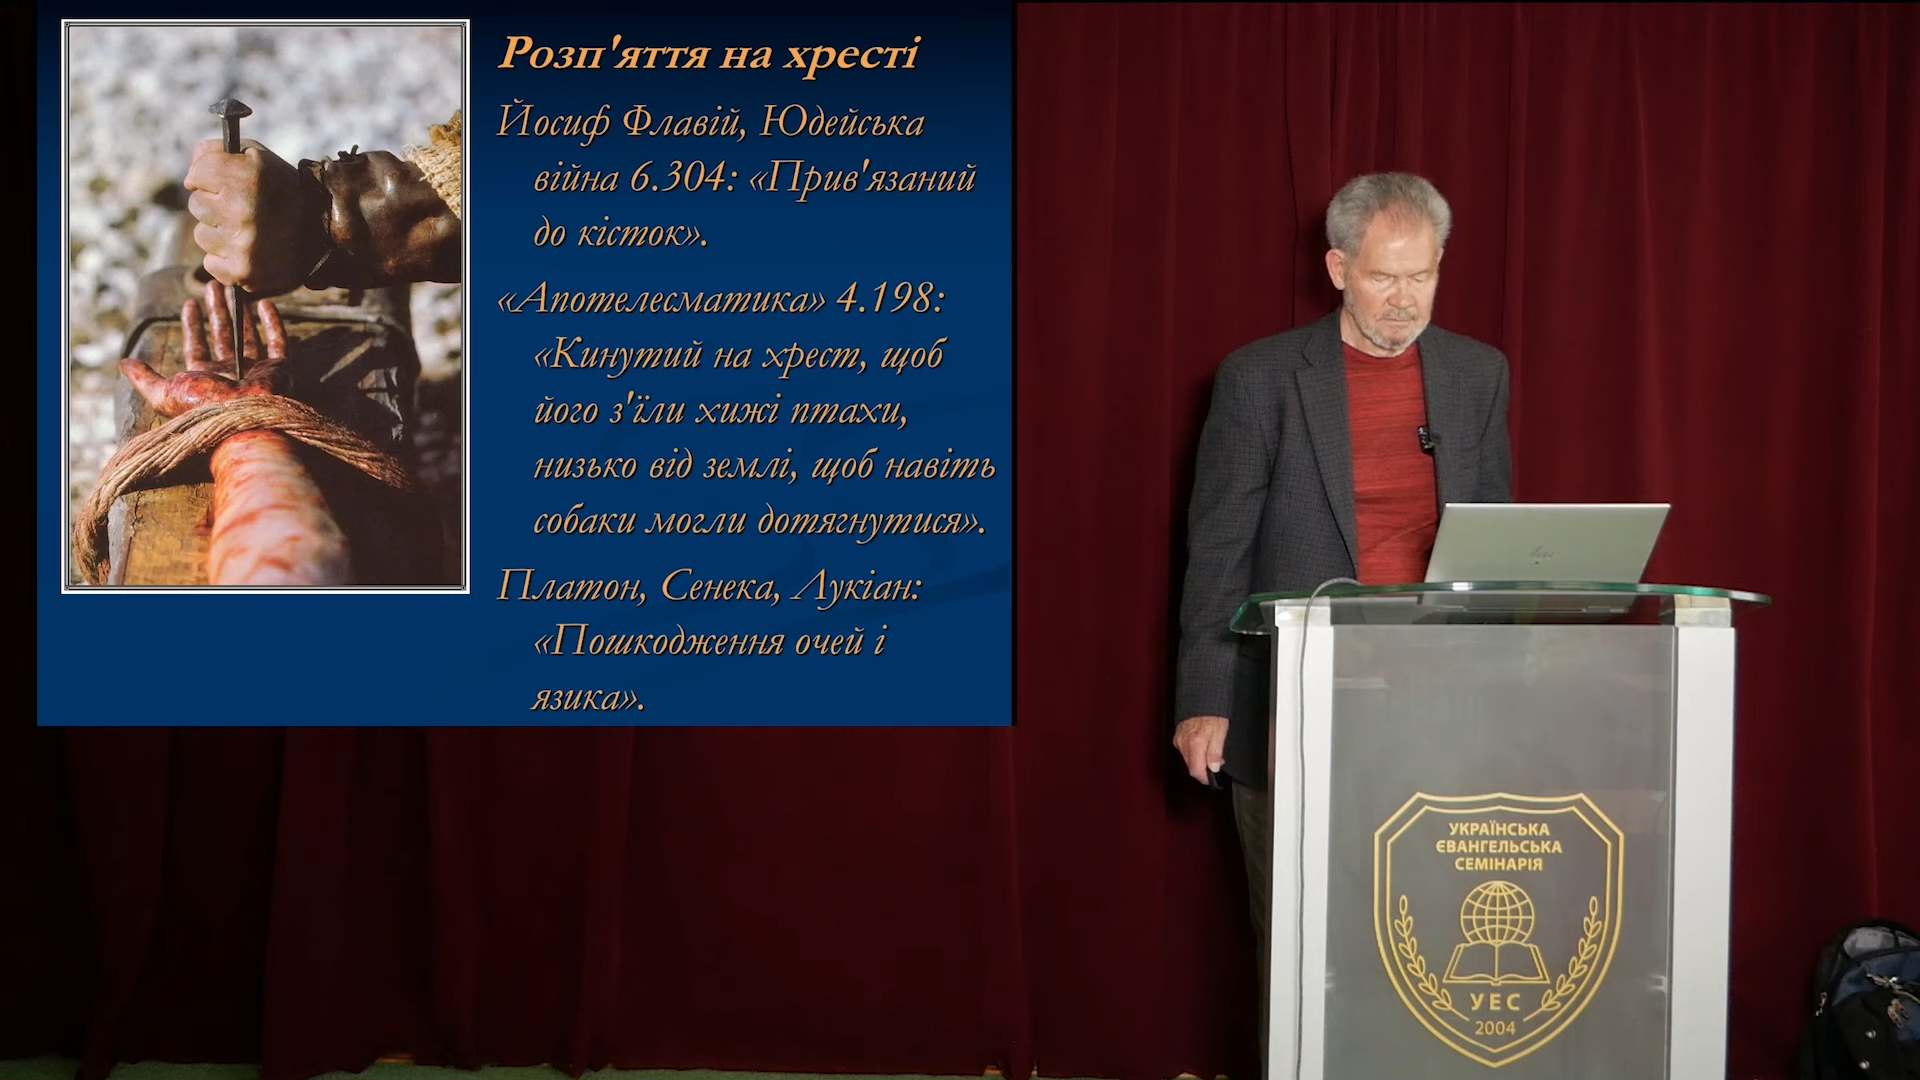 Розп'яття на хресті
Йосиф Флавій, Юдейська
війна 6.304: «Прив'язаний
до кісток».
«Апотелесматика» 4.198:
«Кинутий на хрест, щоб
його з'їли хижі птахи,
низько від землі, щоб навіть
собаки могли дотягнутися».
Платон, Сенека, Лукіан:
«Пошкодження очей і
язика».
УКРАЇНСЬКА
ЄВАНГЕЛЬСЬКА
СЕМІНАРІЯ
УЕС
2004